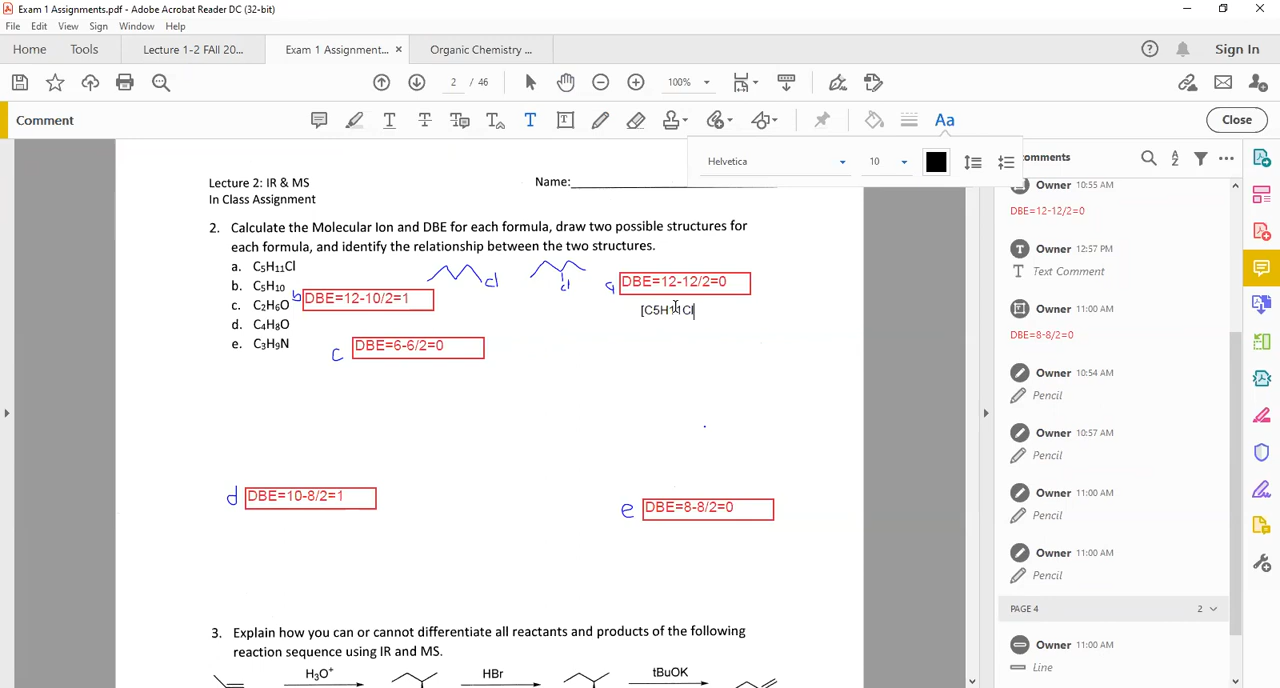 Exam 1 Assignments.pdf - Adobe Acrobat Reader DC (32-bit)
File Edit View Sign Window Help
Home Tools Lecture 1-2 FAll 20... Exam 1 Assignment... × Organic Chemistry ... Sign In
2 / 46 100%
Comment Close
Helvetica 10 omments
Lecture 2: IR & MS Name:
In Class Assignment
2. Calculate the Molecular Ion and DBE for each formula, draw two possible structures for
each formula, and identify the relationship between the two structures.
a. C₅H₁₁Cl
b. C₅H₁₀
c. C₂H₆O
d. C₄H₈O
e. C₃H₉N
cl
cl
a DBE=12-12/2=0
[C5H11Cl
b DBE=12-10/2=1
c DBE=6-6/2=0
d DBE=10-8/2=1
e DBE=8-8/2=0
3. Explain how you can or cannot differentiate all reactants and products of the following
reaction sequence using IR and MS.
H₃O⁺ HBr tBuOK
Owner 10:55 AM
DBE=12-12/2=0
Owner 12:57 PM
Text Comment
Owner 11:00 AM
DBE=8-8/2=0
Owner 10:54 AM
Pencil
Owner 10:57 AM
Pencil
Owner 11:00 AM
Pencil
Owner 11:00 AM
Pencil
PAGE 4 2
Owner 11:00 AM
Line